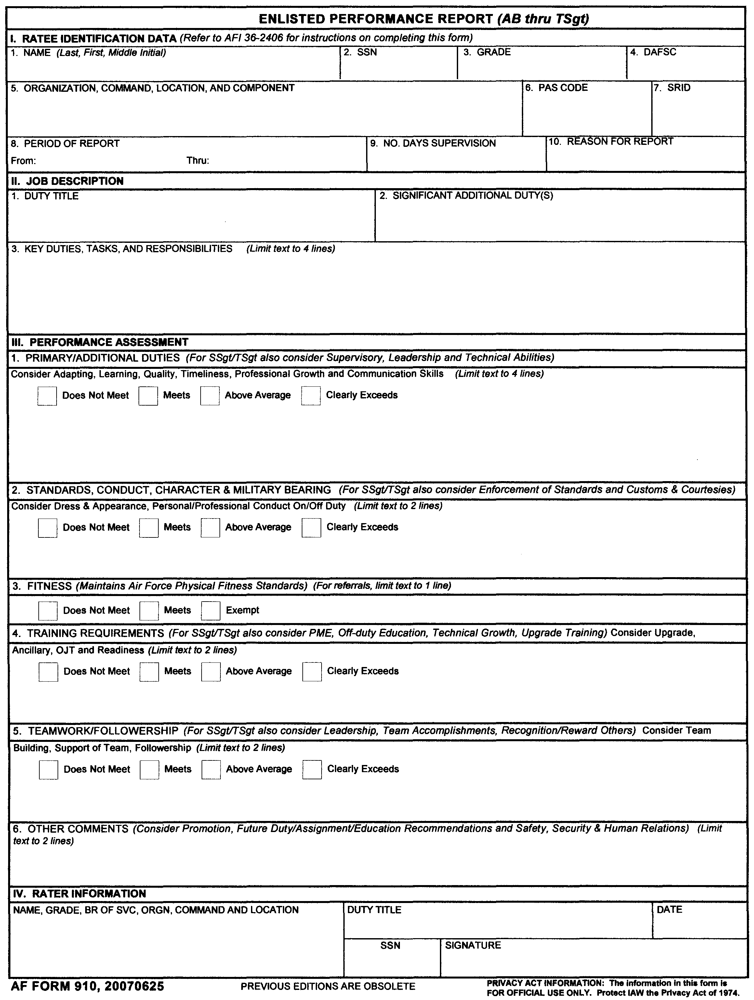 ENLISTED PERFORMANCE REPORT (AB thru TSgt)
I. RATEE IDENTIFICATION DATA (Refer to AFI 36-2406 for instructions on completing this form)
1. NAME (Last, First, Middle Initial) 2. SSN 3. GRADE 4. DAFSC
5. ORGANIZATION, COMMAND, LOCATION, AND COMPONENT 6. PAS CODE 7. SRID
8. PERIOD OF REPORT 9. NO. DAYS SUPERVISION 10. REASON FOR REPORT
From: Thru:
II. JOB DESCRIPTION
1. DUTY TITLE 2. SIGNIFICANT ADDITIONAL DUTY(S)
3. KEY DUTIES, TASKS, AND RESPONSIBILITIES (Limit text to 4 lines)
III. PERFORMANCE ASSESSMENT
1. PRIMARY/ADDITIONAL DUTIES (For SSgt/TSgt also consider Supervisory, Leadership and Technical Abilities)
Consider Adapting, Learning, Quality, Timeliness, Professional Growth and Communication Skills (Limit text to 4 lines)
Does Not Meet Meets Above Average Clearly Exceeds
2. STANDARDS, CONDUCT, CHARACTER & MILITARY BEARING (For SSgt/TSgt also consider Enforcement of Standards and Customs & Courtesies)
Consider Dress & Appearance, Personal/Professional Conduct On/Off Duty (Limit text to 2 lines)
Does Not Meet Meets Above Average Clearly Exceeds
3. FITNESS (Maintains Air Force Physical Fitness Standards) (For referrals, limit text to 1 line)
Does Not Meet Meets Exempt
4. TRAINING REQUIREMENTS (For SSgt/TSgt also consider PME, Off-duty Education, Technical Growth, Upgrade Training) Consider Upgrade,
Ancillary, OJT and Readiness (Limit text to 2 lines)
Does Not Meet Meets Above Average Clearly Exceeds
5. TEAMWORK/FOLLOWERSHIP (For SSgt/TSgt also consider Leadership, Team Accomplishments, Recognition/Reward Others) Consider Team
Building, Support of Team, Followership (Limit text to 2 lines)
Does Not Meet Meets Above Average Clearly Exceeds
6. OTHER COMMENTS (Consider Promotion, Future Duty/Assignment/Education Recommendations and Safety, Security & Human Relations) (Limit
text to 2 lines)
IV. RATER INFORMATION
NAME, GRADE, BR OF SVC, ORGN, COMMAND AND LOCATION DUTY TITLE DATE
SSN SIGNATURE
AF FORM 910, 20070625 PREVIOUS EDITIONS ARE OBSOLETE PRIVACY ACT INFORMATION: The information in this form is
FOR OFFICIAL USE ONLY. Protect IAW the Privacy Act of 1974.